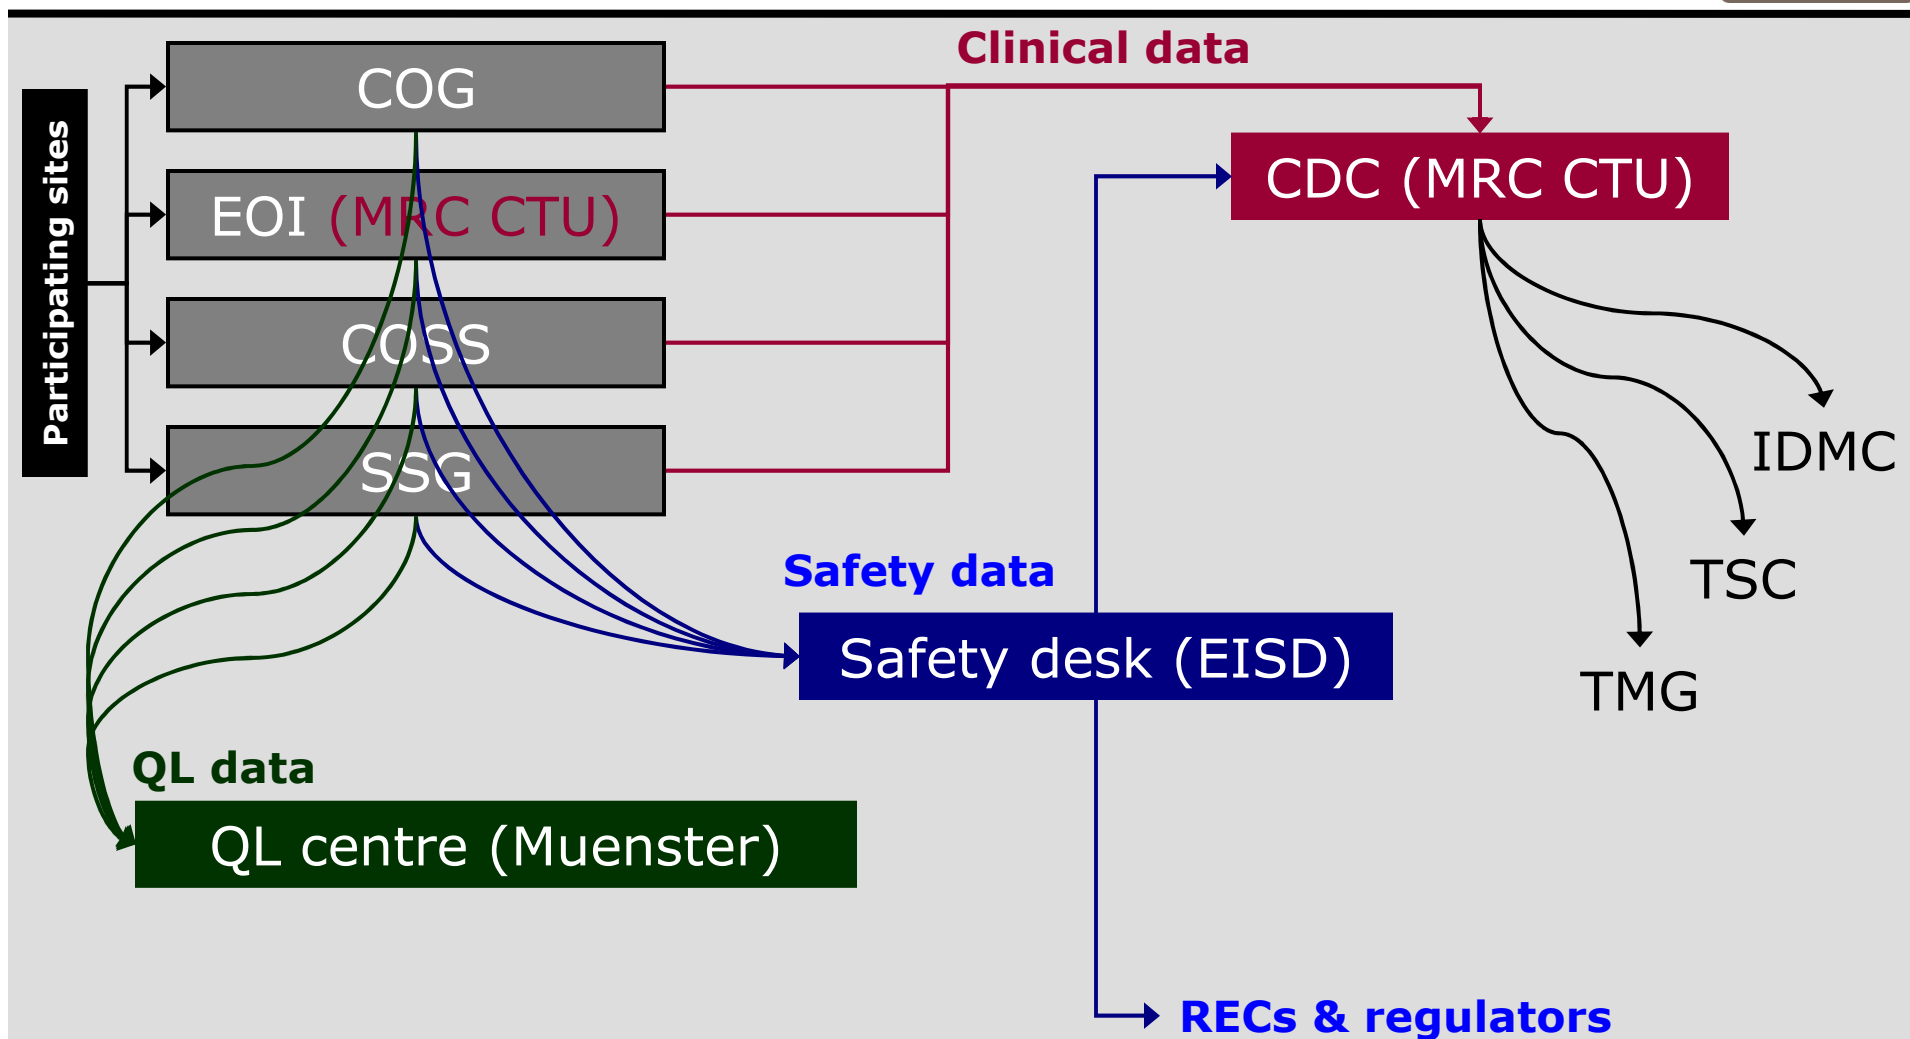 Clinical data
Participating sites
COG
EOI (MRC CTU)
COSS
SSG
CDC (MRC CTU)
IDMC
TSC
TMG
Safety data
Safety desk (EISD)
QL data
QL centre (Muenster)
RECs & regulators